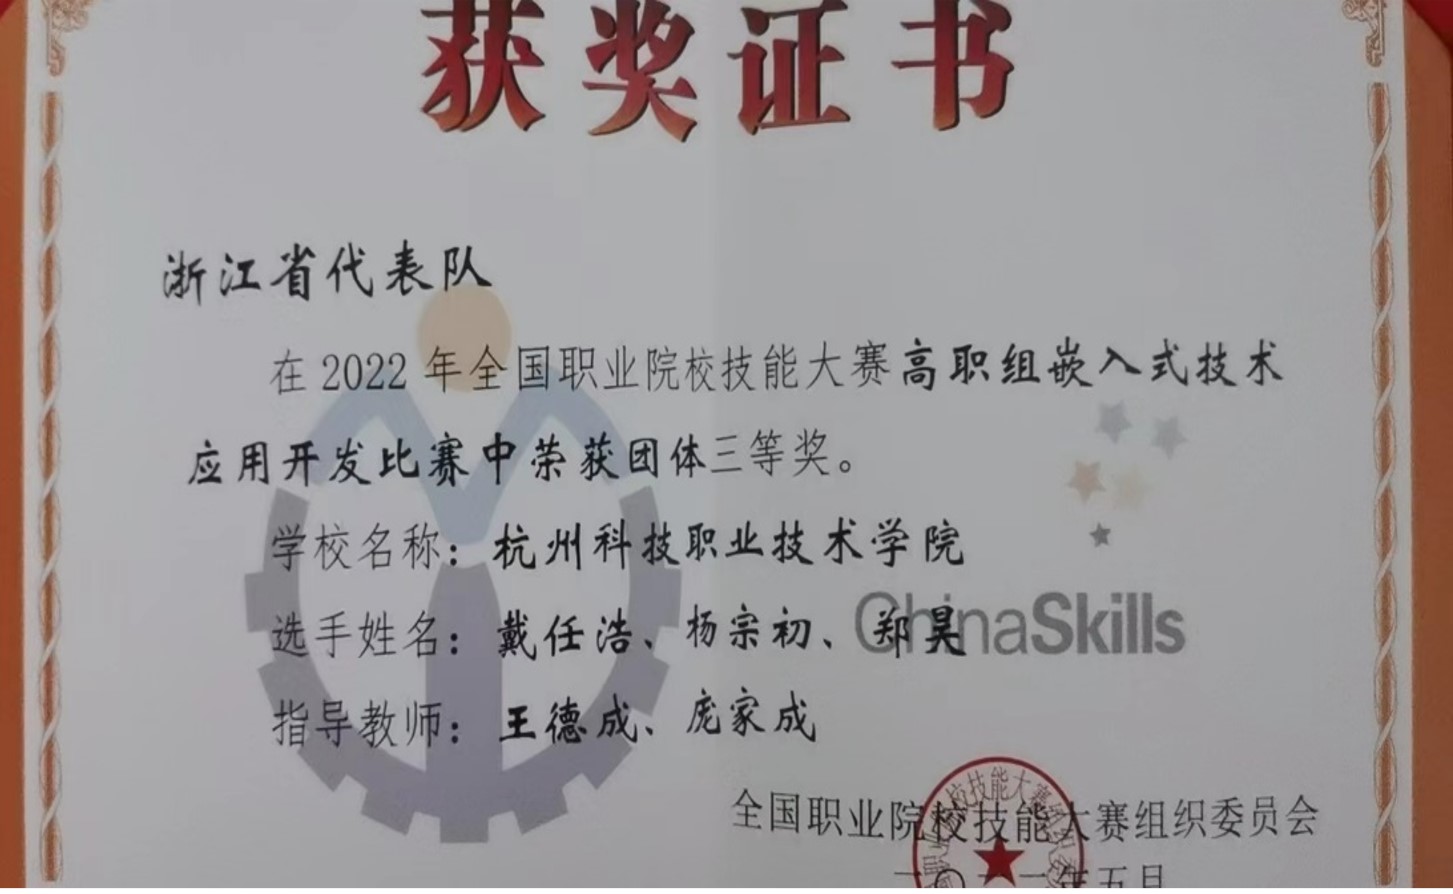 获奖证书
浙江省代表队
在 2022 年全国职业院校技能大赛高职组嵌入式技术
应用开发比赛中荣获团体三等奖。
学校名称：杭州科技职业技术学院
选手姓名：戴任浩、杨宗初、郑昊
ChinaSkills
指导教师：王德成、庞家成
全国职业院校技能大赛组织委员会
年五月